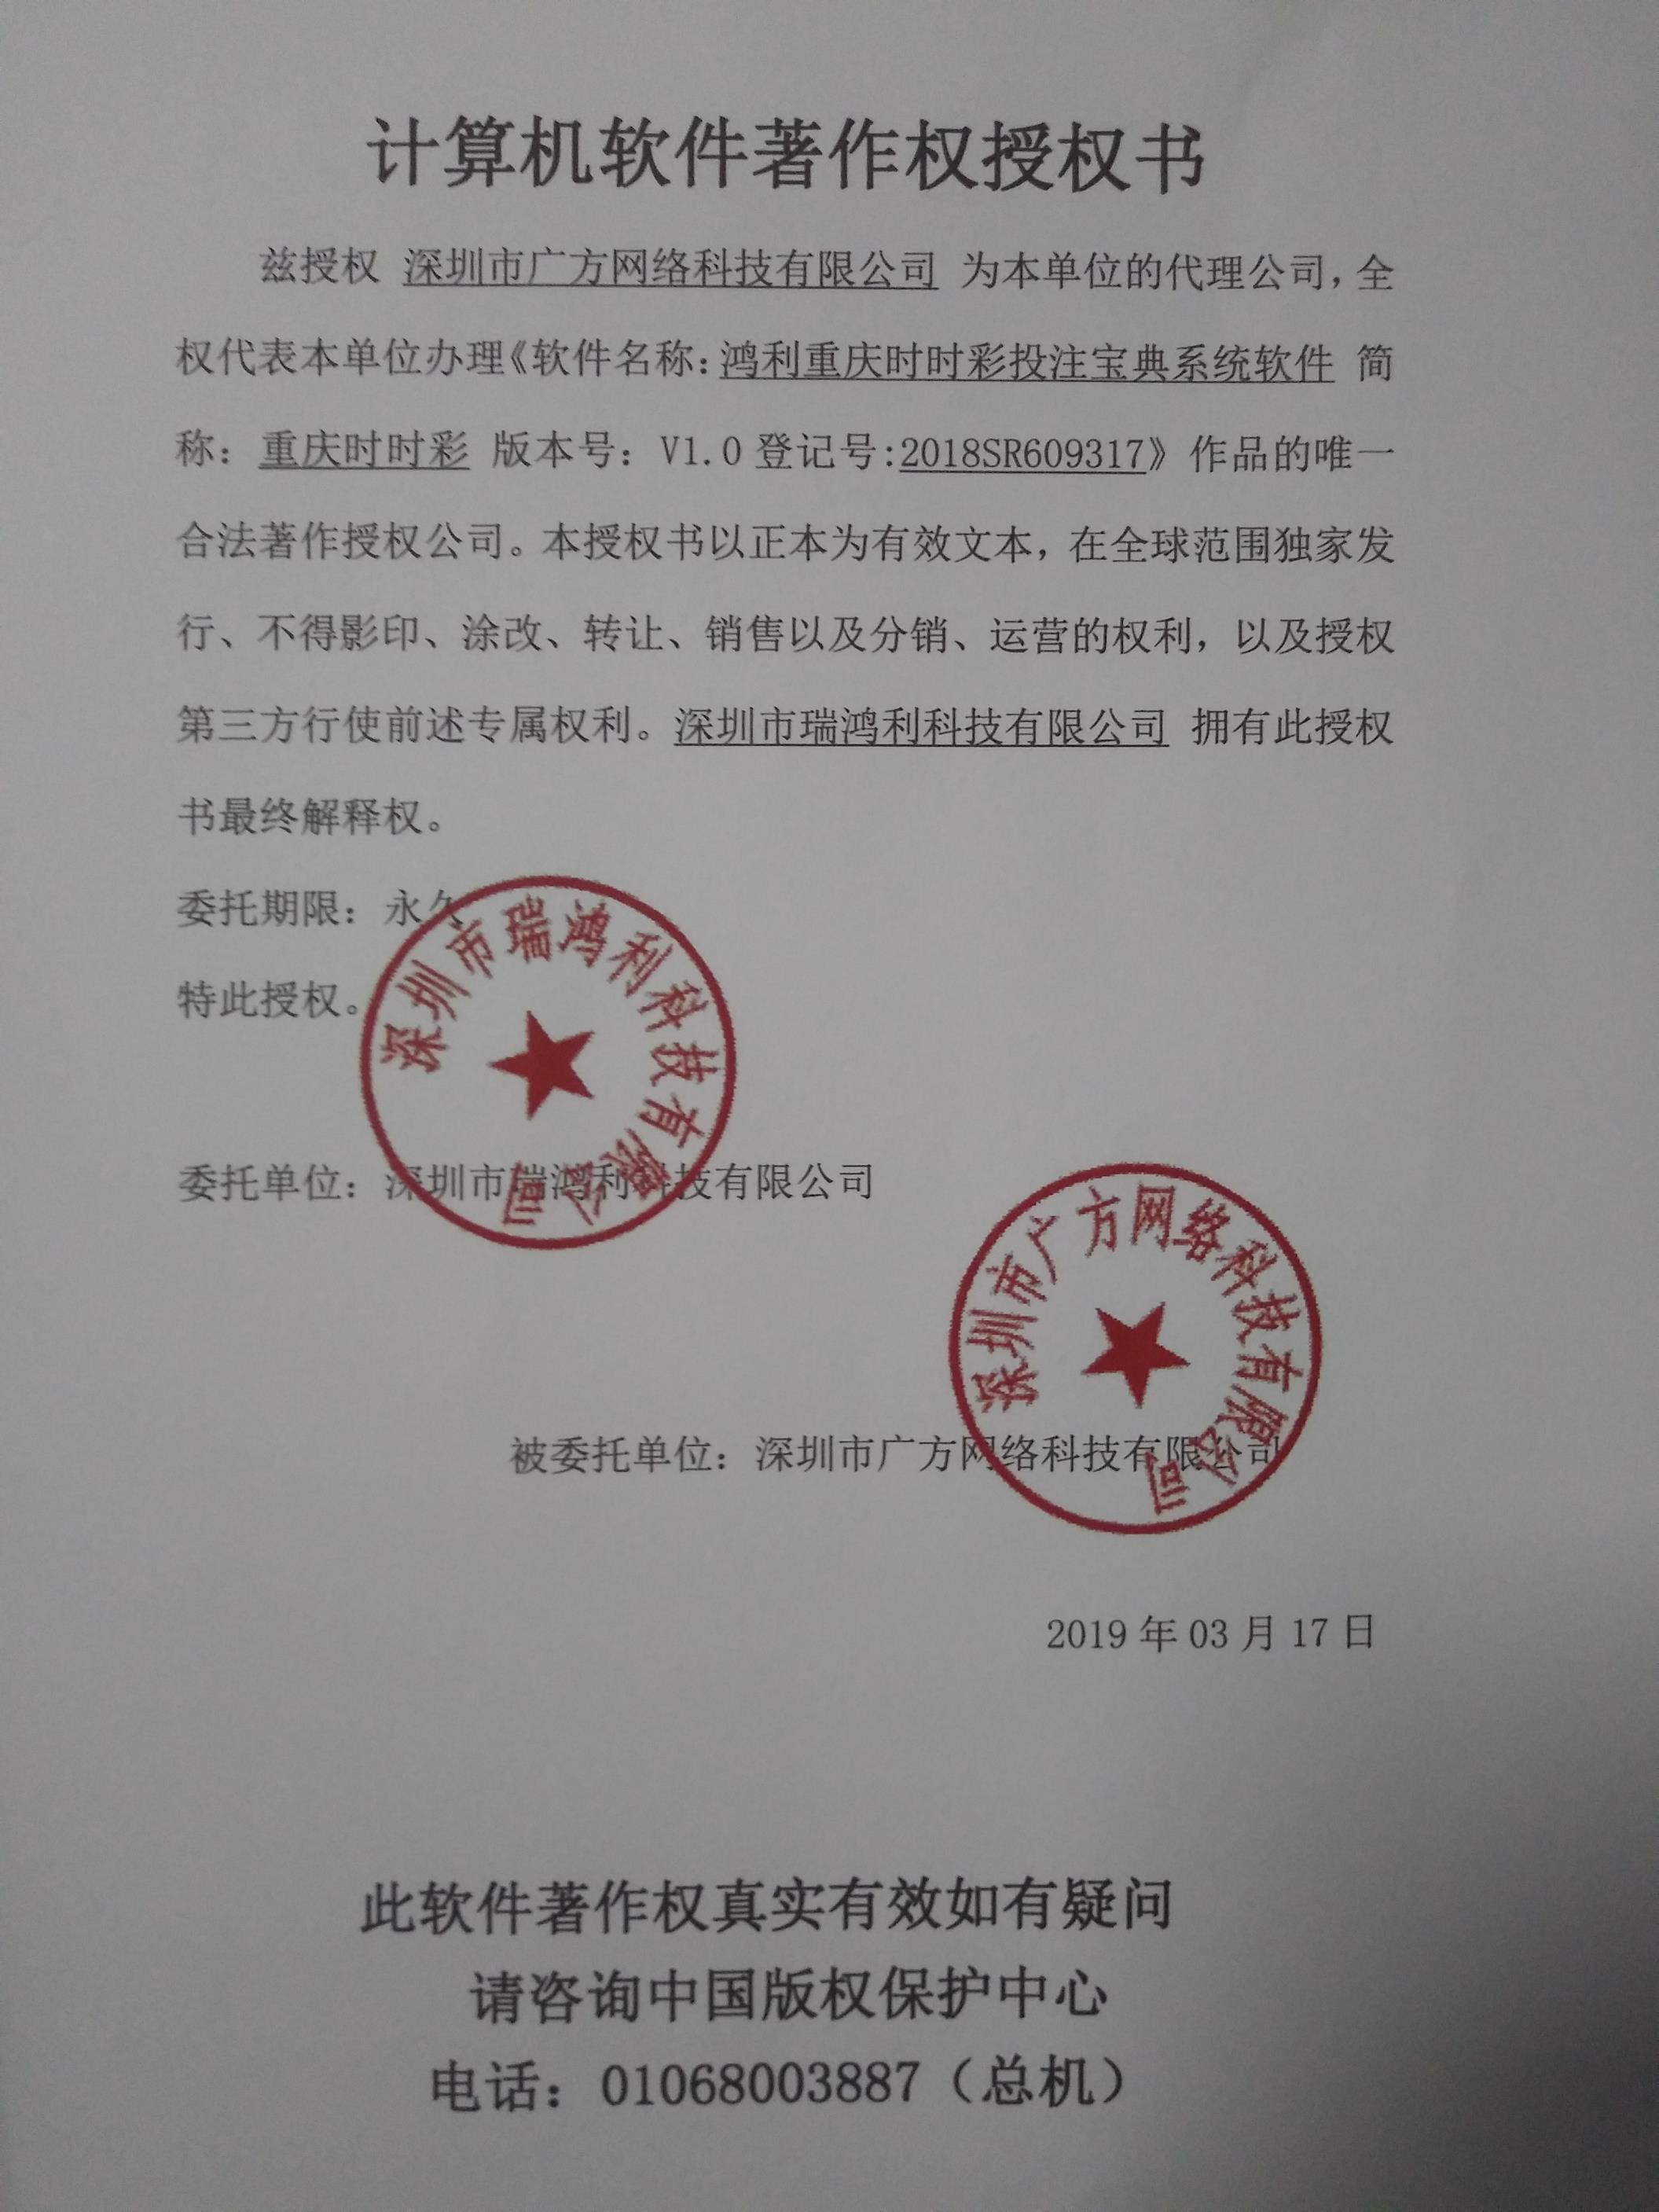 计算机软件著作权授权书
兹授权 深圳市广方网络科技有限公司 为本单位的代理公司，全
权代表本单位办理《软件名称：鸿利重庆时时彩投注宝典系统软件 简
称：重庆时时彩 版本号：V1.0 登记号:2018SR609317》作品的唯一
合法著作授权公司。本授权书以正本为有效文本，在全球范围独家发
行、不得影印、涂改、转让、销售以及分销、运营的权利，以及授权
第三方行使前述专属权利。深圳市瑞鸿利科技有限公司 拥有此授权
书最终解释权。
委托期限：永久
特此授权。
深圳市瑞鸿利科技有限公司
委托单位：深圳市瑞鸿利科技有限公司
深圳市广方网络科技有限公司
被委托单位：深圳市广方网络科技有限公司
2019年03月17日
此软件著作权真实有效如有疑问
请咨询中国版权保护中心
电话：01068003887（总机）